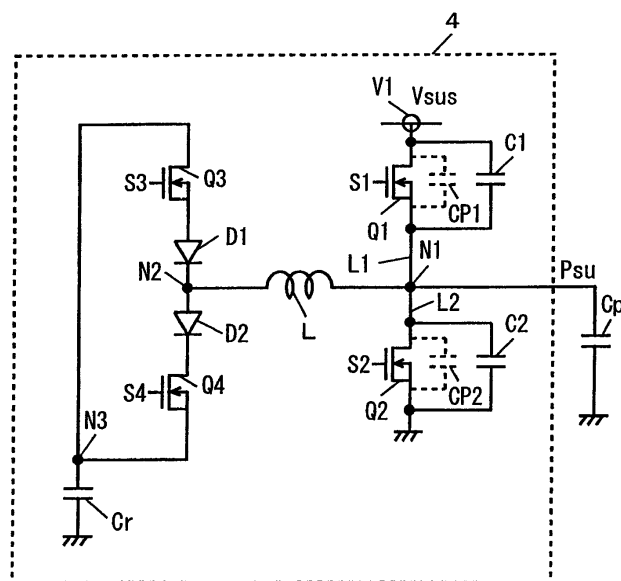 4
V1
Vsus
C1
S3
Q3
S1
CP1
Q1
D1
N2
L1
N1
Psu
L
L2
Cp
D2
C2
S4
Q4
S2
CP2
Q2
N3
Cr